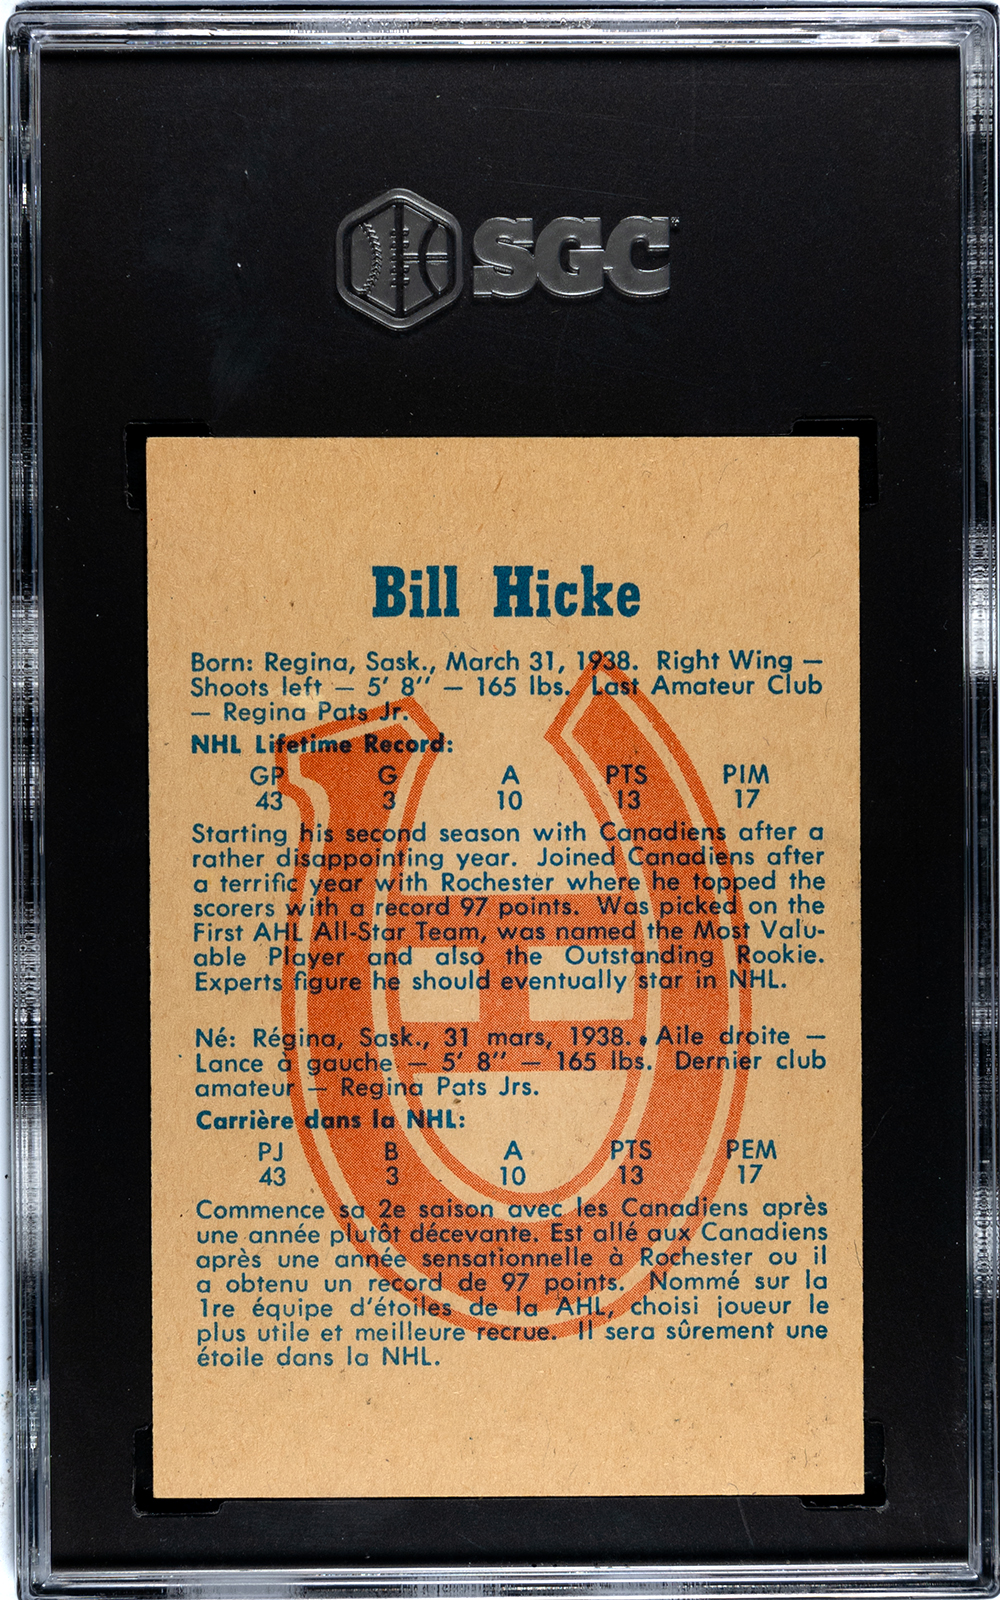 SGC
Bill Hicke
Born: Regina, Sask., March 31, 1938. Right Wing —
Shoots left — 5' 8'' — 165 lbs. Last Amateur Club
— Regina Pats Jr.
NHL Lifetime Record:
GP G A PTS PIM
43 3 10 13 17
Starting his second season with Canadiens after a
rather disappointing year. Joined Canadiens after
a terrific year with Rochester where he topped the
scorers with a record 97 points. Was picked on the
First AHL All-Star Team, was named the Most Valu-
able Player and also the Outstanding Rookie.
Experts figure he should eventually star in NHL.
Né: Régina, Sask., 31 mars, 1938. Aile droite —
Lance à gauche — 5' 8'' — 165 lbs. Dernier club
amateur — Regina Pats Jrs.
Carrière dans la NHL:
PJ B A PTS PEM
43 3 10 13 17
Commence sa 2e saison avec les Canadiens après
une année plutôt décevante. Est allé aux Canadiens
après une année sensationnelle à Rochester ou il
a obtenu un record de 97 points. Nommé sur la
1re équipe d'étoiles de la AHL, choisi joueur le
plus utile et meilleure recrue. Il sera sûrement une
étoile dans la NHL.